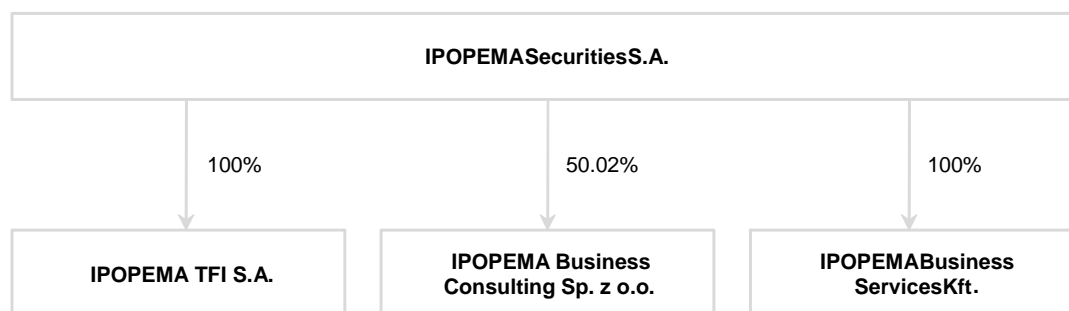 IPOPEMASecuritiesS.A.
100%
50.02%
100%
IPOPEMA TFI S.A.
IPOPEMA Business
Consulting Sp. z o.o.
IPOPEMABusiness
ServicesKft.